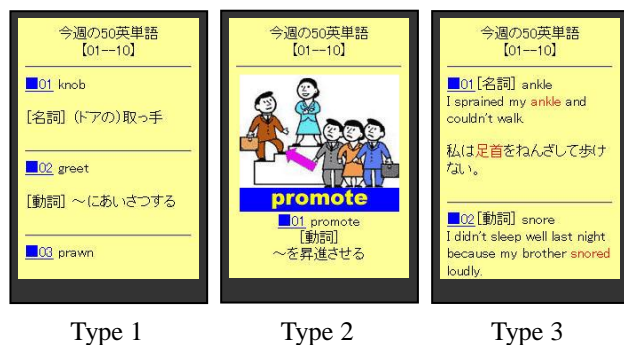 今週の50英単語
【01--10】
■01 knob
[名詞] (ドアの)取っ手
■02 greet
[動詞] ～にあいさつする
■03 prawn
今週の50英単語
【01--10】
promote
■01 promote
[動詞]
～を昇進させる
今週の50英単語
【01--10】
■01[名詞] ankle
I sprained my ankle and
couldn't walk.
私は足首をねんざして歩け
ない。
■02[動詞] snore
I didn't sleep well last night
because my brother snored
loudly.
Type 1
Type 2
Type 3